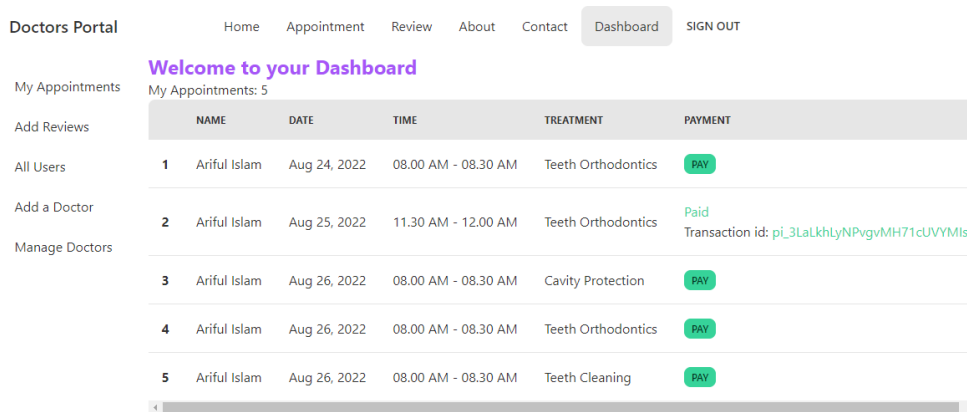 Doctors Portal Home Appointment Review About Contact Dashboard SIGN OUT
My Appointments
Add Reviews
All Users
Add a Doctor
Manage Doctors
Welcome to your Dashboard
My Appointments: 5
NAME DATE TIME TREATMENT PAYMENT
1 Ariful Islam Aug 24, 2022 08.00 AM - 08.30 AM Teeth Orthodontics PAY
2 Ariful Islam Aug 25, 2022 11.30 AM - 12.00 AM Teeth Orthodontics Paid
Transaction id:
3 Ariful Islam Aug 26, 2022 08.00 AM - 08.30 AM Cavity Protection PAY
4 Ariful Islam Aug 26, 2022 08.00 AM - 08.30 AM Teeth Orthodontics PAY
5 Ariful Islam Aug 26, 2022 08.00 AM - 08.30 AM Teeth Cleaning PAY